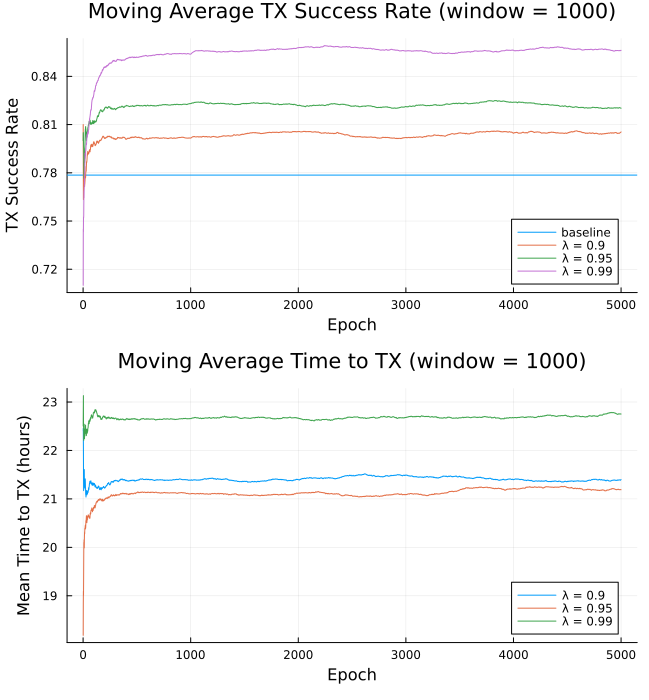 Moving Average TX Success Rate (window = 1000)
TX Success Rate
0.84
0.81
0.78
0.75
0.72
baseline
λ = 0.9
λ = 0.95
λ = 0.99
0
1000
2000
3000
4000
5000
Epoch
Moving Average Time to TX (window = 1000)
Mean Time to TX (hours)
23
22
21
20
19
λ = 0.9
λ = 0.95
λ = 0.99
0
1000
2000
3000
4000
5000
Epoch